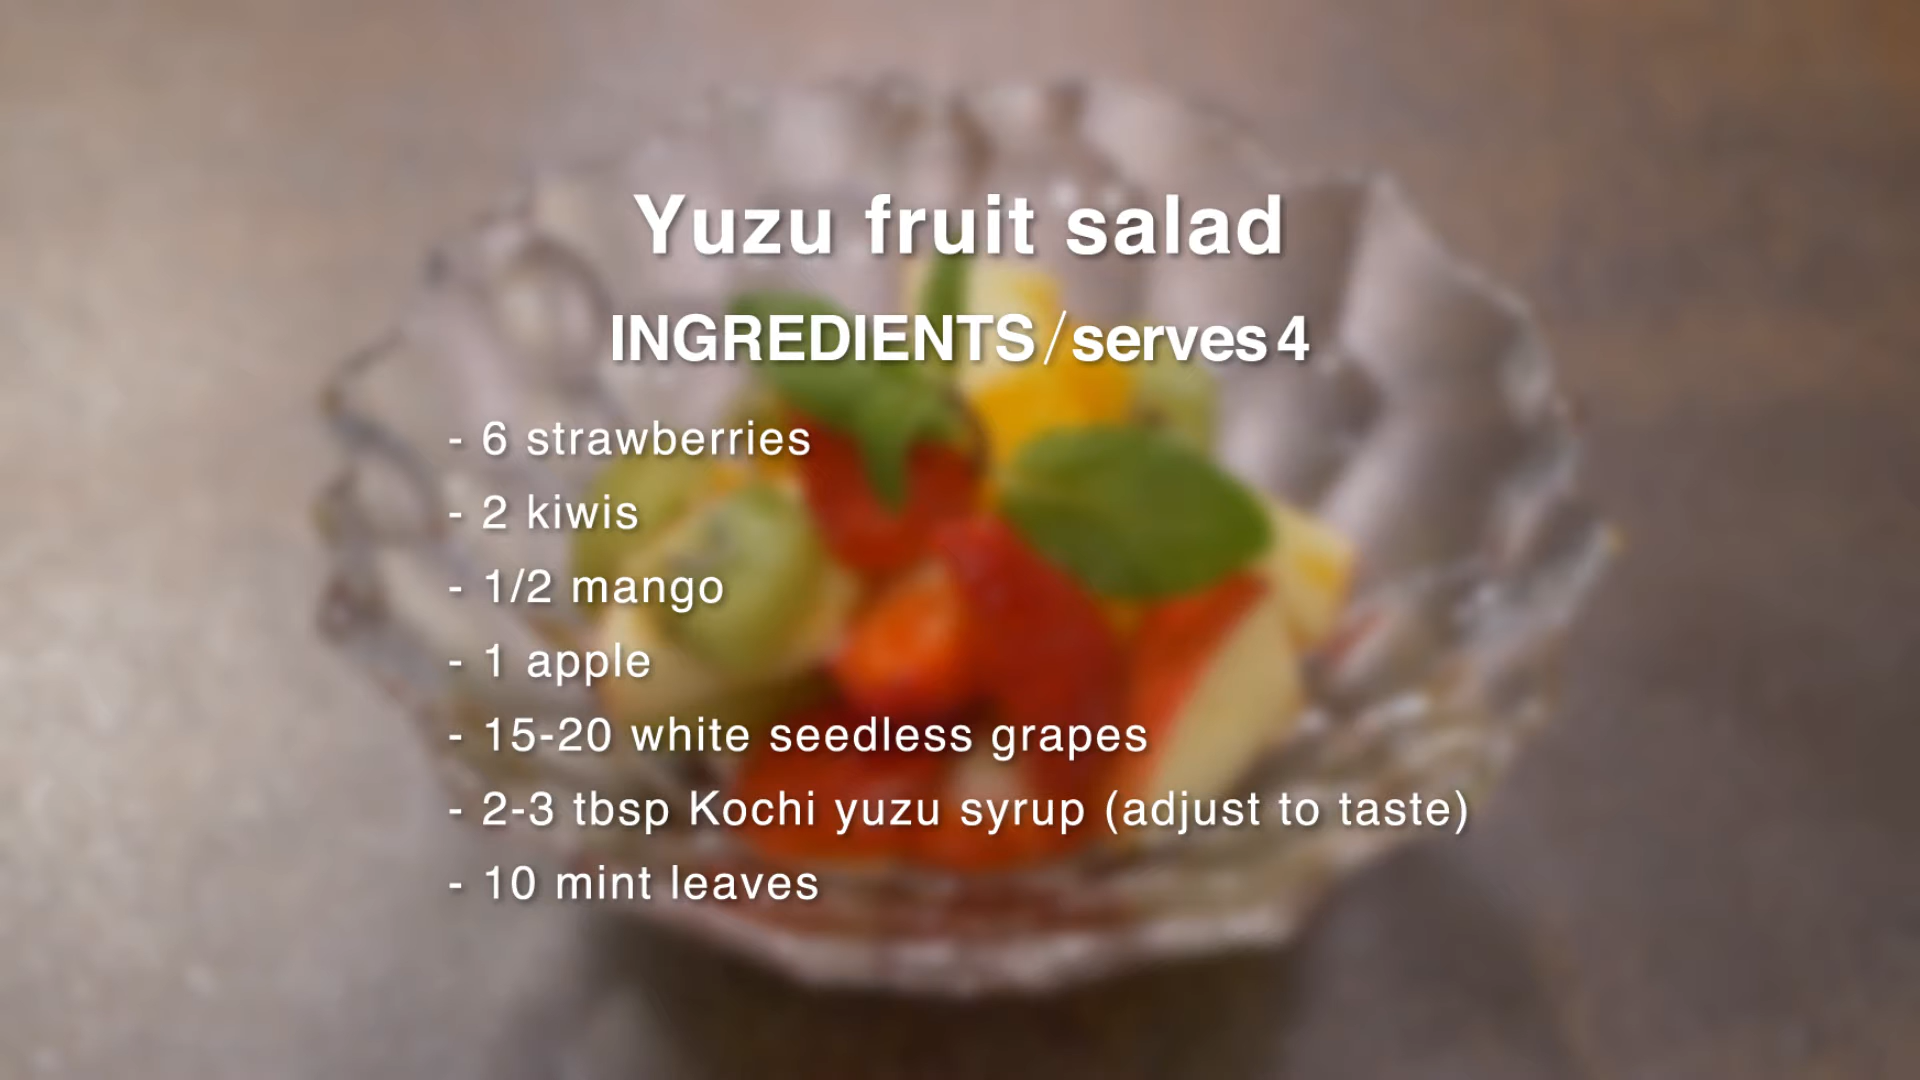 Yuzu fruit salad
INGREDIENTS/serves 4
- 6 strawberries
- 2 kiwis
- 1/2 mango
- 1 apple
- 15-20 white seedless grapes
- 2-3 tbsp Kochi yuzu syrup (adjust to taste)
- 10 mint leaves